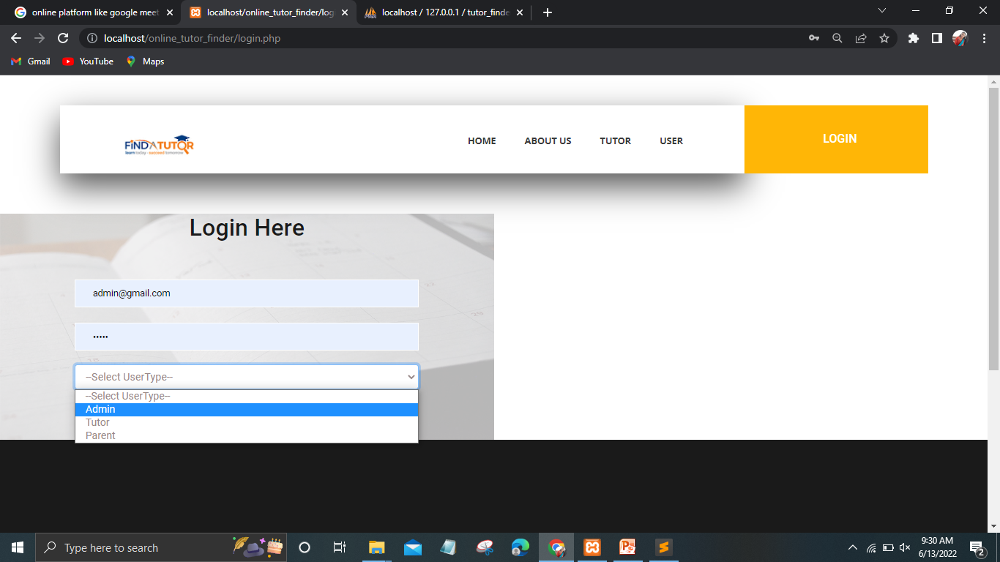 online platform like google meet
localhost/online_tutor_finder/log
localhost / 127.0.0.1 / tutor_finde
localhost/online_tutor_finder/login.php
Gmail
YouTube
Maps
FINDATUTOR
learn today - succeed tomorrow
HOME
ABOUT US
TUTOR
USER
LOGIN
Login Here
admin@gmail.com
•••••
--Select UserType--
--Select UserType--
Admin
Tutor
Parent
Type here to search
9:30 AM
6/13/2022
2